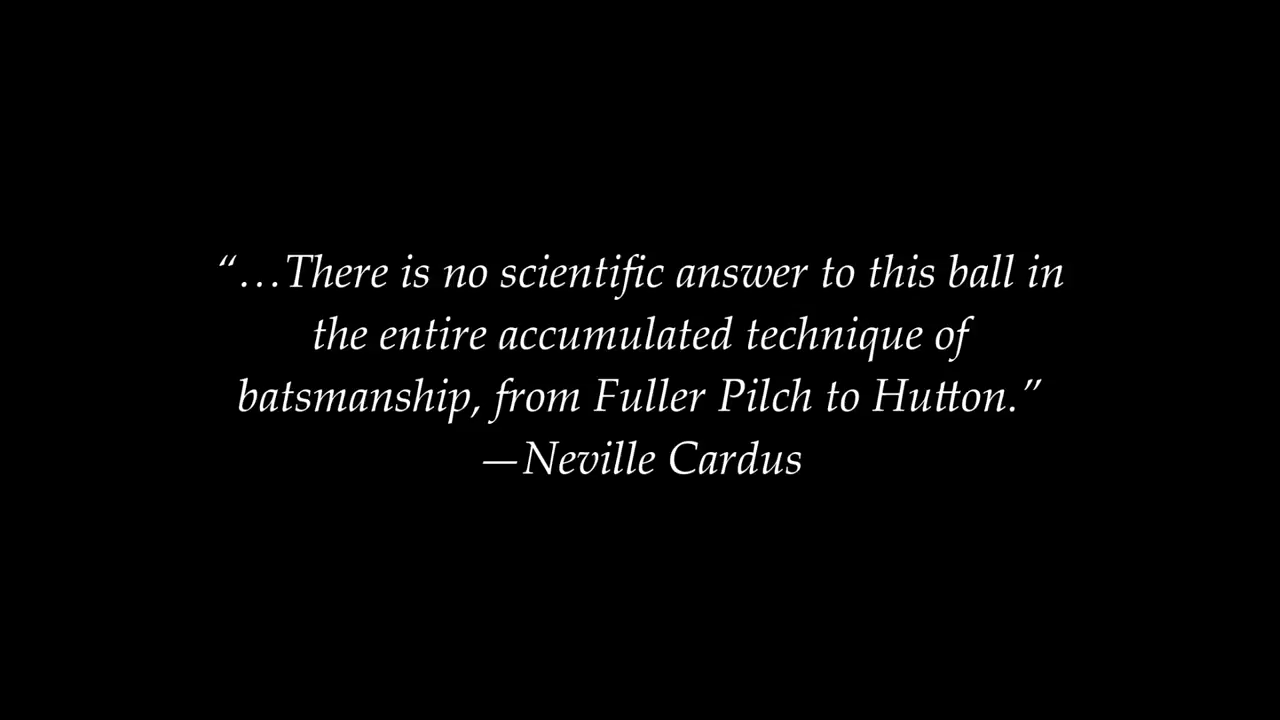 “…There is no scientific answer to this ball in
the entire accumulated technique of
batsmanship, from Fuller Pilch to Hutton.”
—Neville Cardus